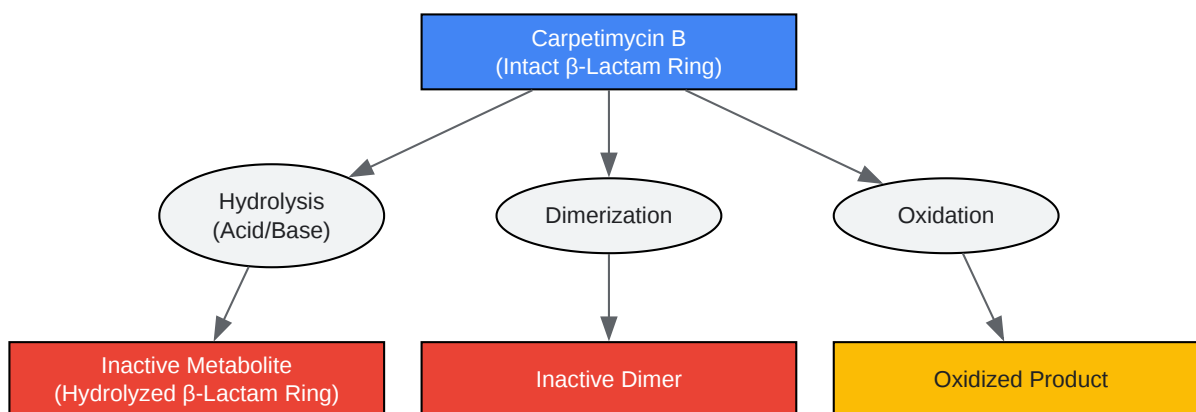 Carpetimycin B
(Intact β-Lactam Ring)
Hydrolysis
(Acid/Base)
Dimerization
Oxidation
Inactive Metabolite
(Hydrolyzed β-Lactam Ring)
Inactive Dimer
Oxidized Product